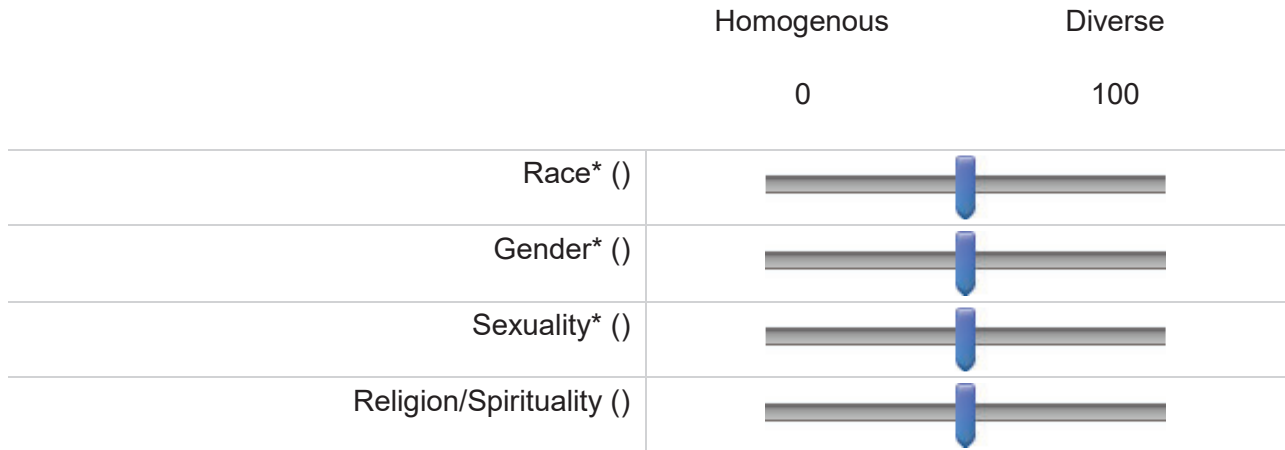 Homogenous Diverse
0 100
Race* ()
Gender* ()
Sexuality* ()
Religion/Spirituality ()